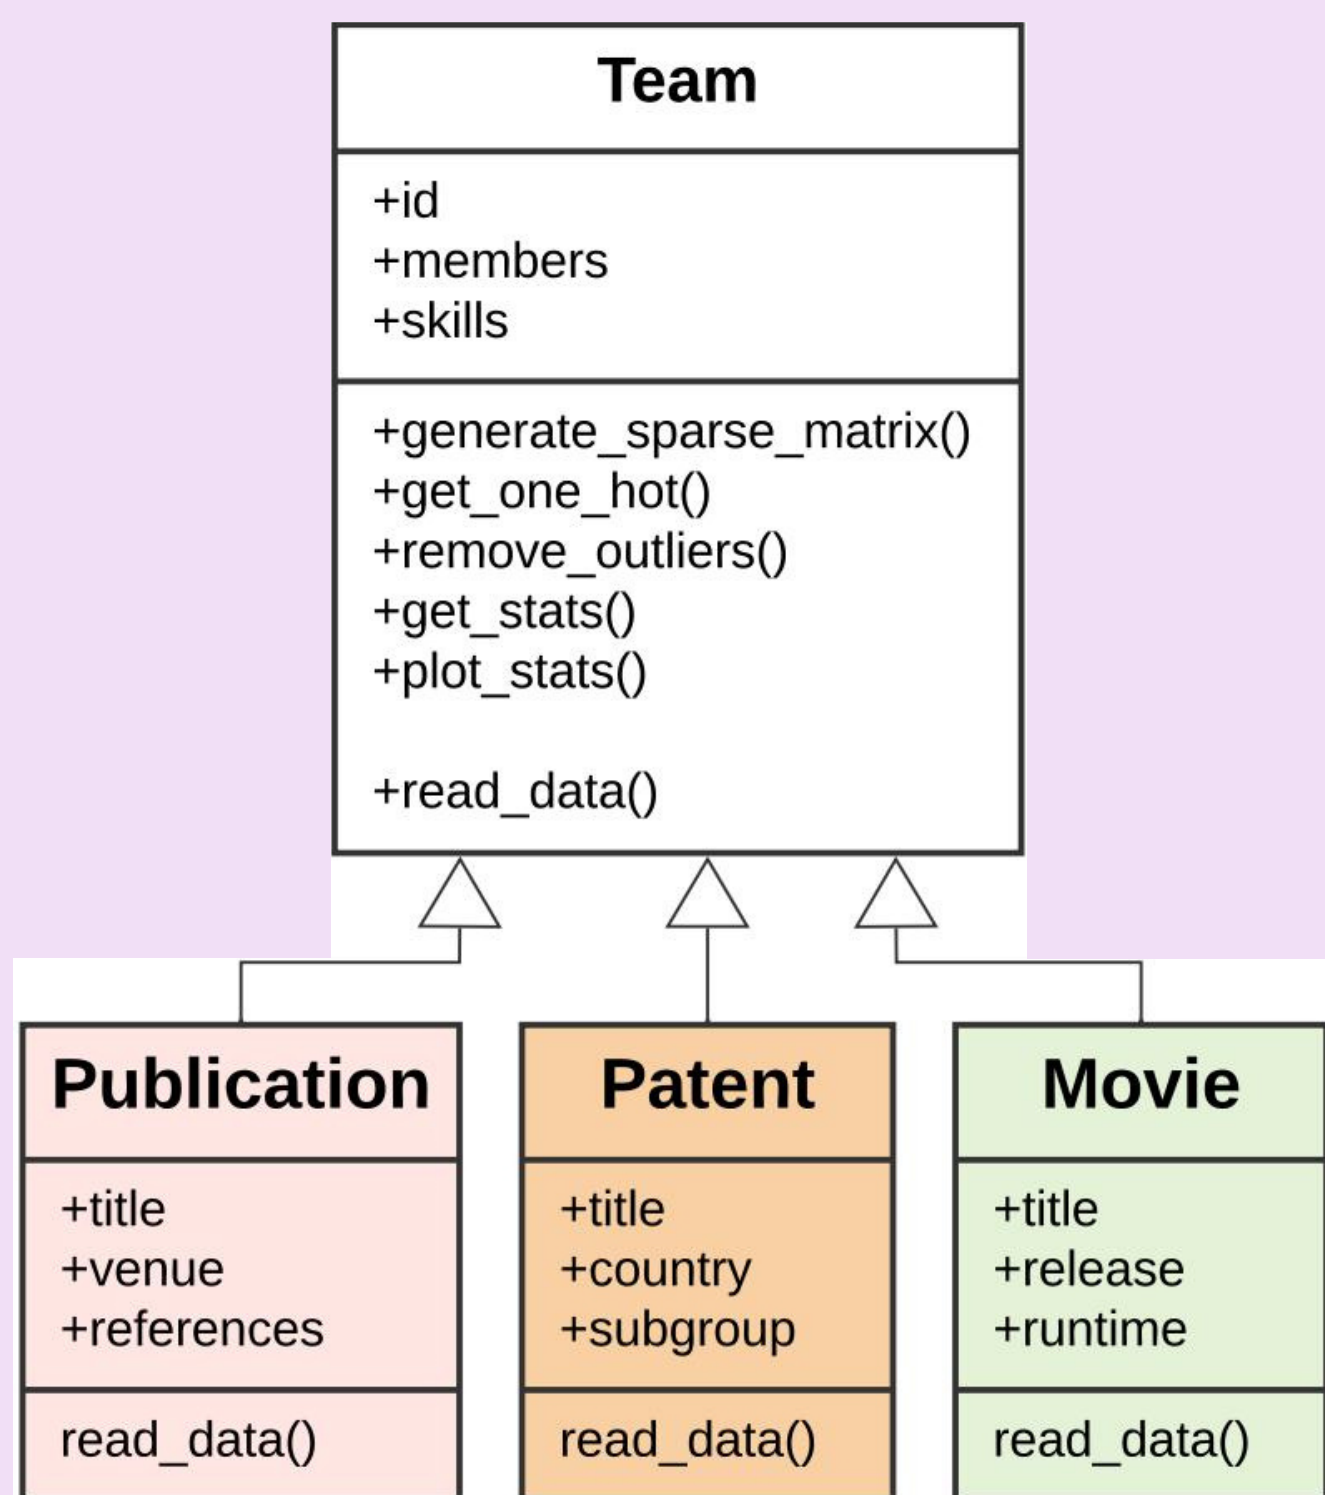 Team
+id
+members
+skills
+generate_sparse_matrix()
+get_one_hot()
+remove_outliers()
+get_stats()
+plot_stats()
+read_data()
Publication
+title
+venue
+references
read_data()
Patent
+title
+country
+subgroup
read_data()
Movie
+title
+release
+runtime
read_data()